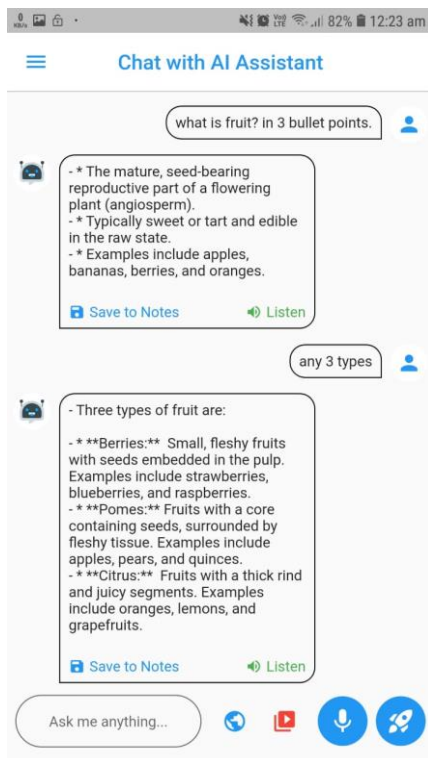 0
KB/s
82% 12:23 am
Chat with AI Assistant
what is fruit? in 3 bullet points.
- * The mature, seed-bearing
reproductive part of a flowering
plant (angiosperm).
- * Typically sweet or tart and edible
in the raw state.
- * Examples include apples,
bananas, berries, and oranges.
Save to Notes Listen
any 3 types
- Three types of fruit are:
- * **Berries:**  Small, fleshy fruits
with seeds embedded in the pulp.
Examples include strawberries,
blueberries, and raspberries.
- * **Pomes:** Fruits with a core
containing seeds, surrounded by
fleshy tissue. Examples include
apples, pears, and quinces.
- * **Citrus:**  Fruits with a thick rind
and juicy segments. Examples
include oranges, lemons, and
grapefruits.
Save to Notes Listen
Ask me anything...